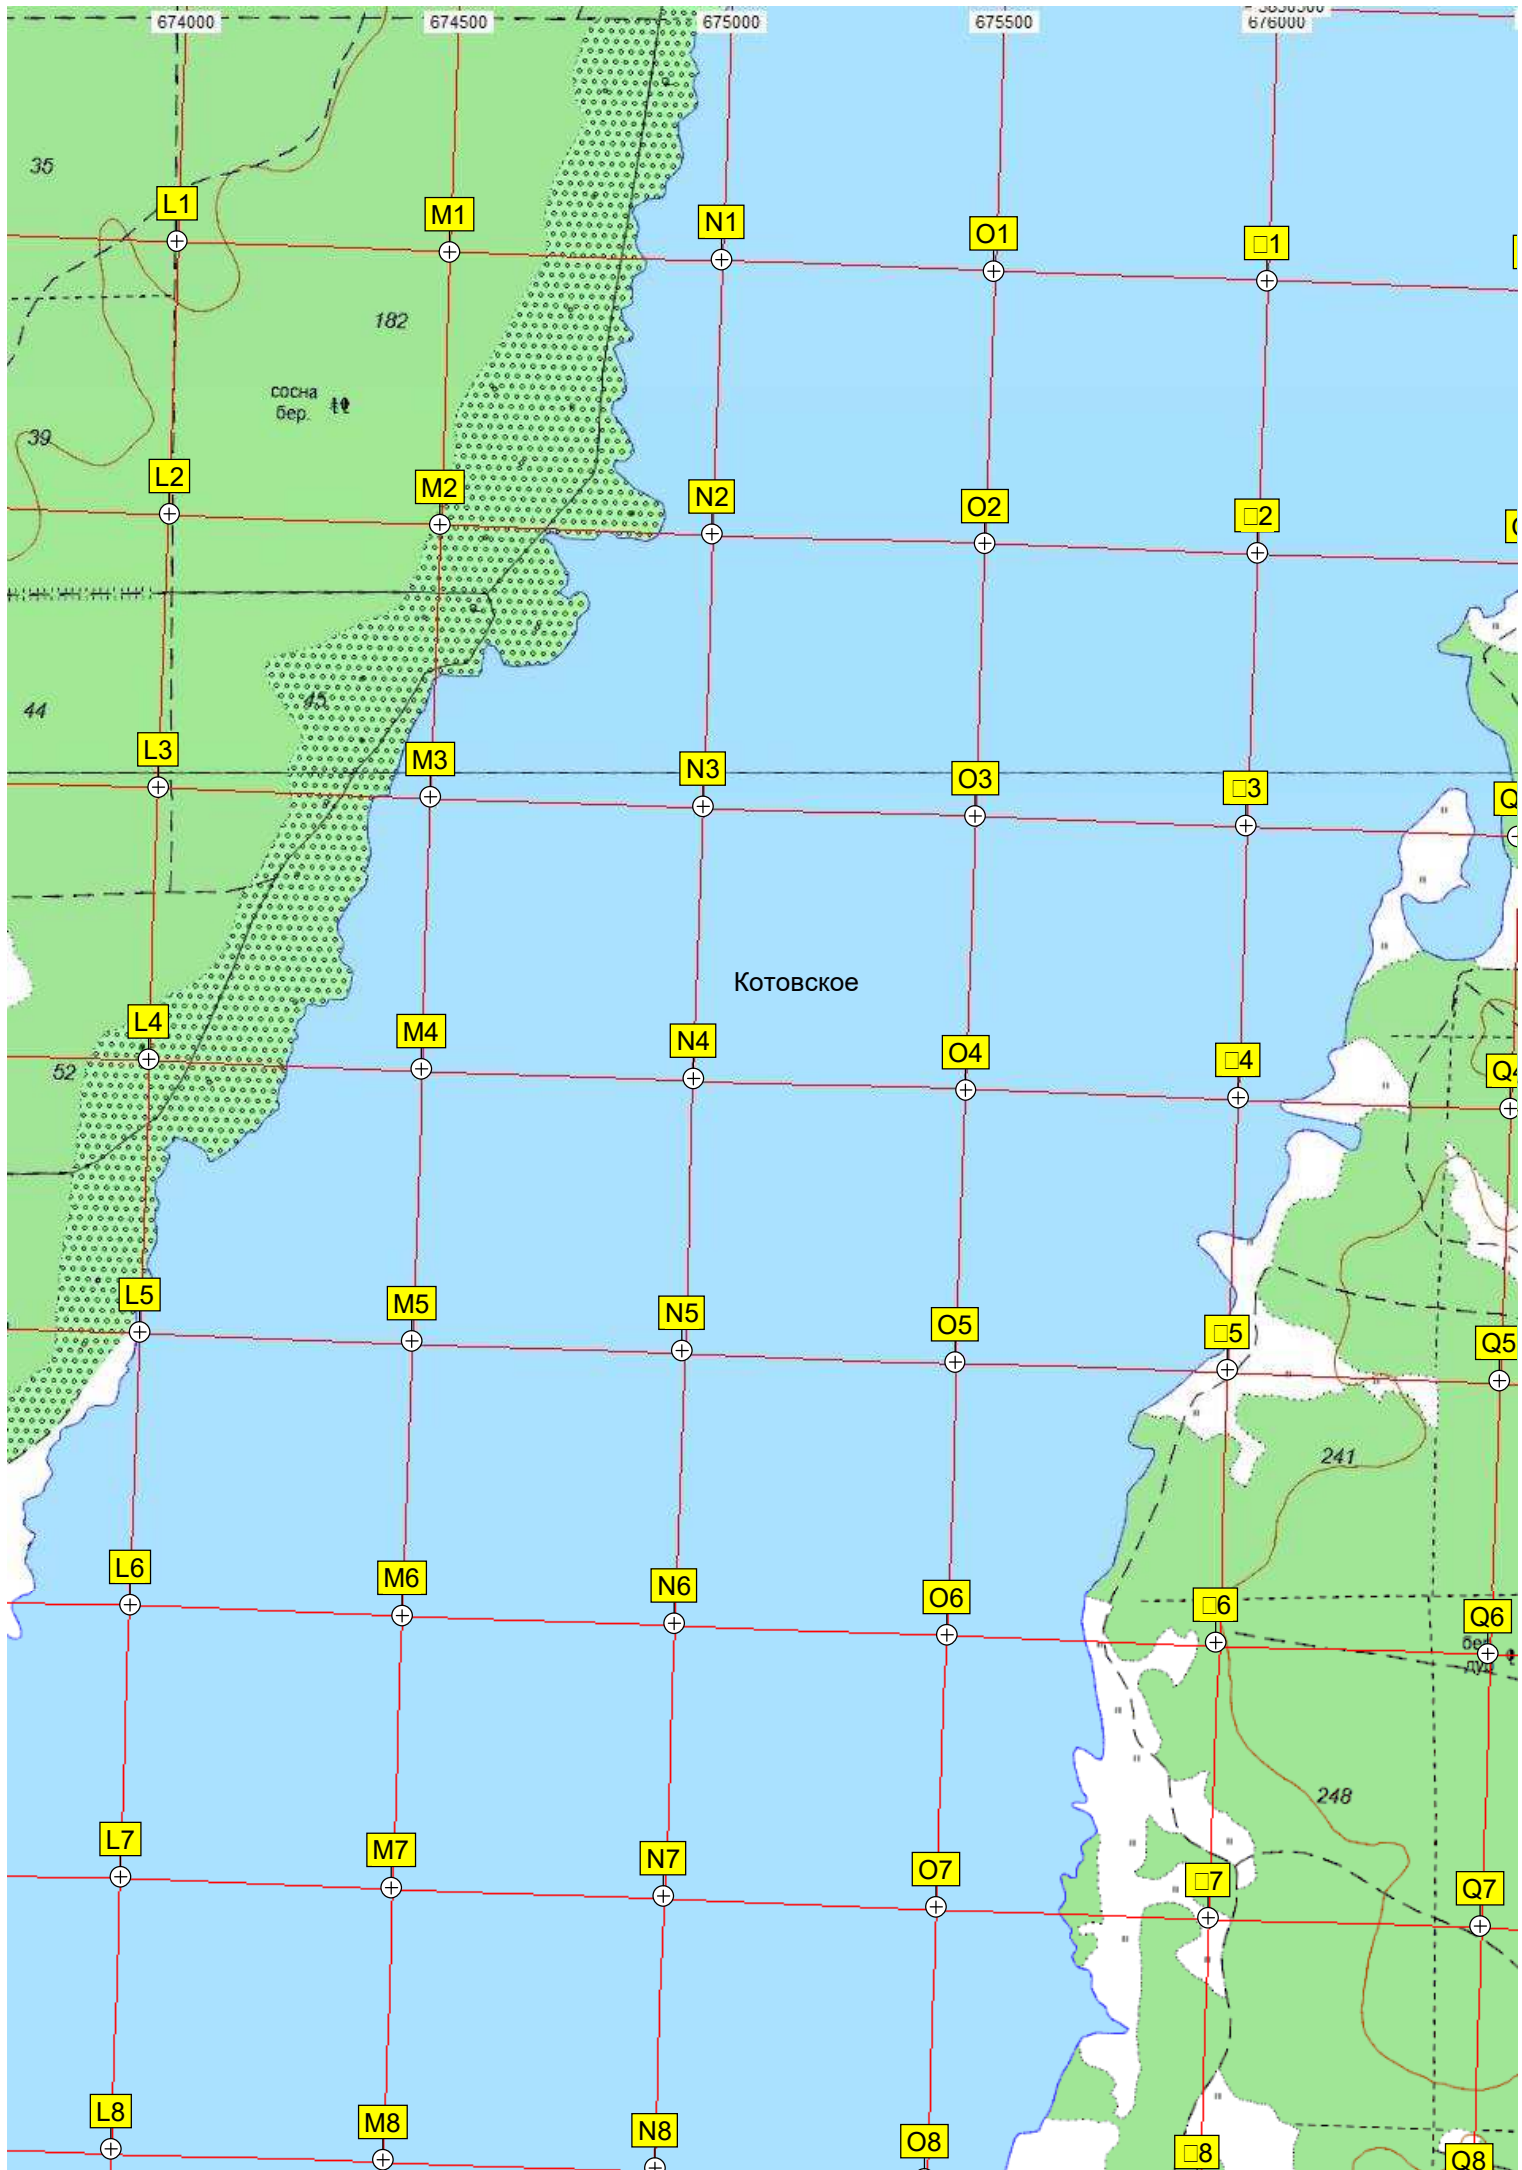 674000 674500 675000 675500 676000
35
L1 M1 N1 O1 □1
182
сосна
бер.
39
L2 M2 N2 O2 □2
44 45
L3 M3 N3 O3 □3 Q
Котовское
L4 M4 N4 O4 □4 Q4
52
L5 M5 N5 O5 □5 Q5
241
L6 M6 N6 O6 □6 Q6
248
L7 M7 N7 O7 □7 Q7
L8 M8 N8 O8 □8 Q8